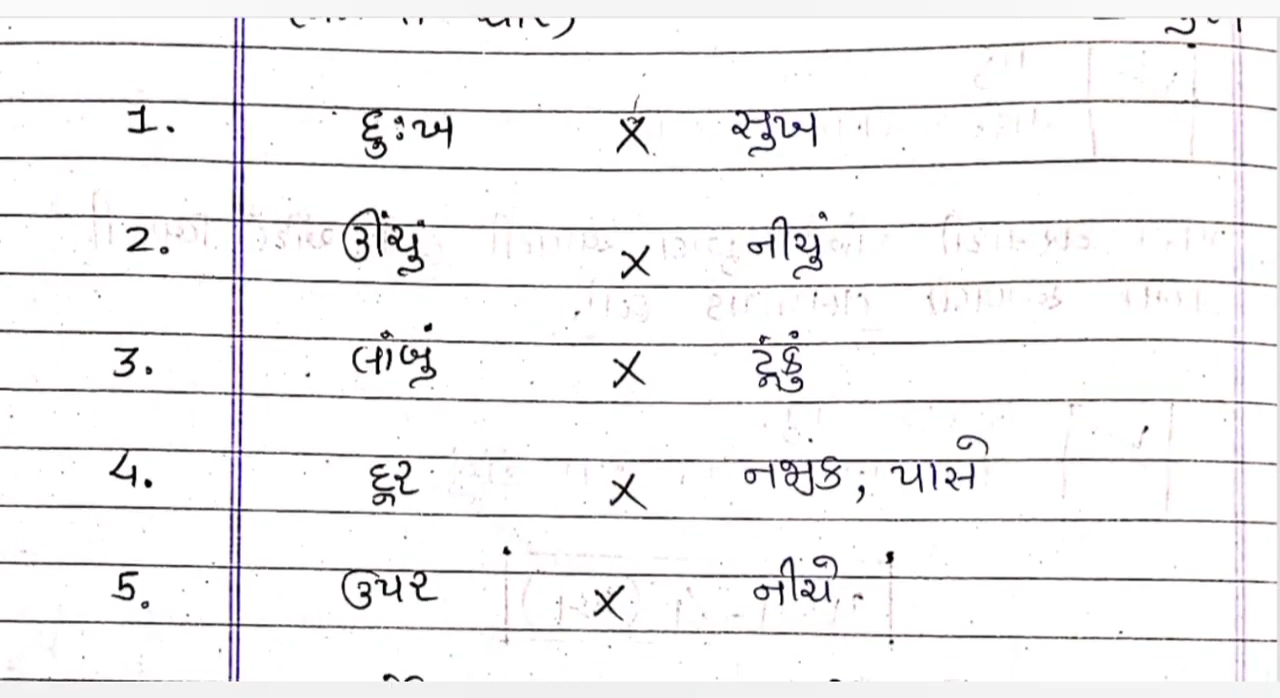 1. દુઃખ X સુખ
2. ઊંચું X નીચું
3. લાંબું X ટૂંકું
4. દૂર X નજીક, પાસે
5. ઉપર X નીચે